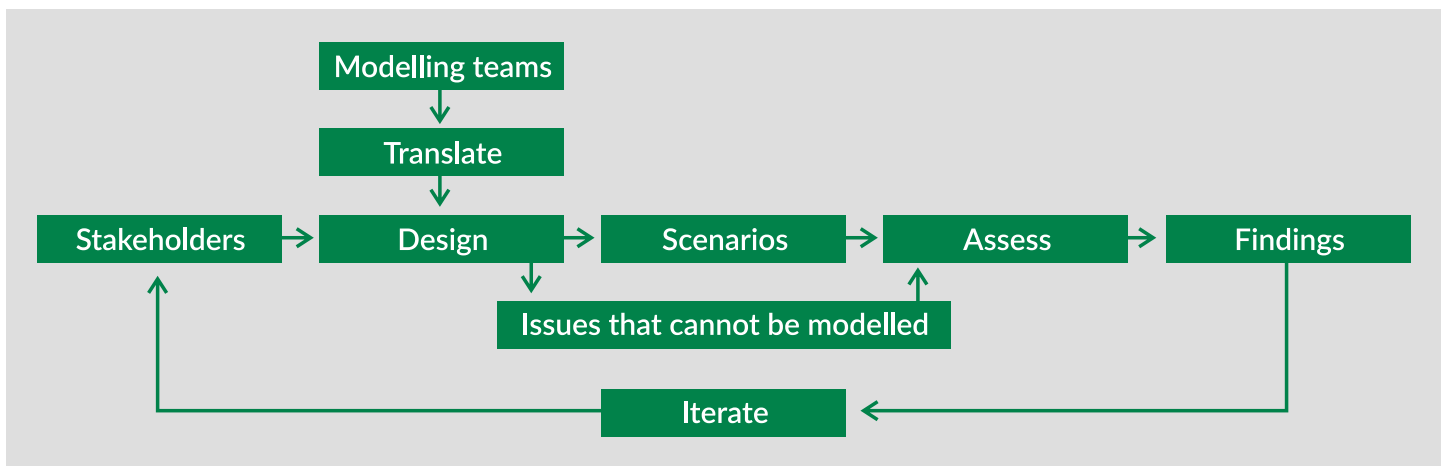 Modelling teams
Translate
Stakeholders
Design
Scenarios
Assess
Findings
Issues that cannot be modelled
Iterate